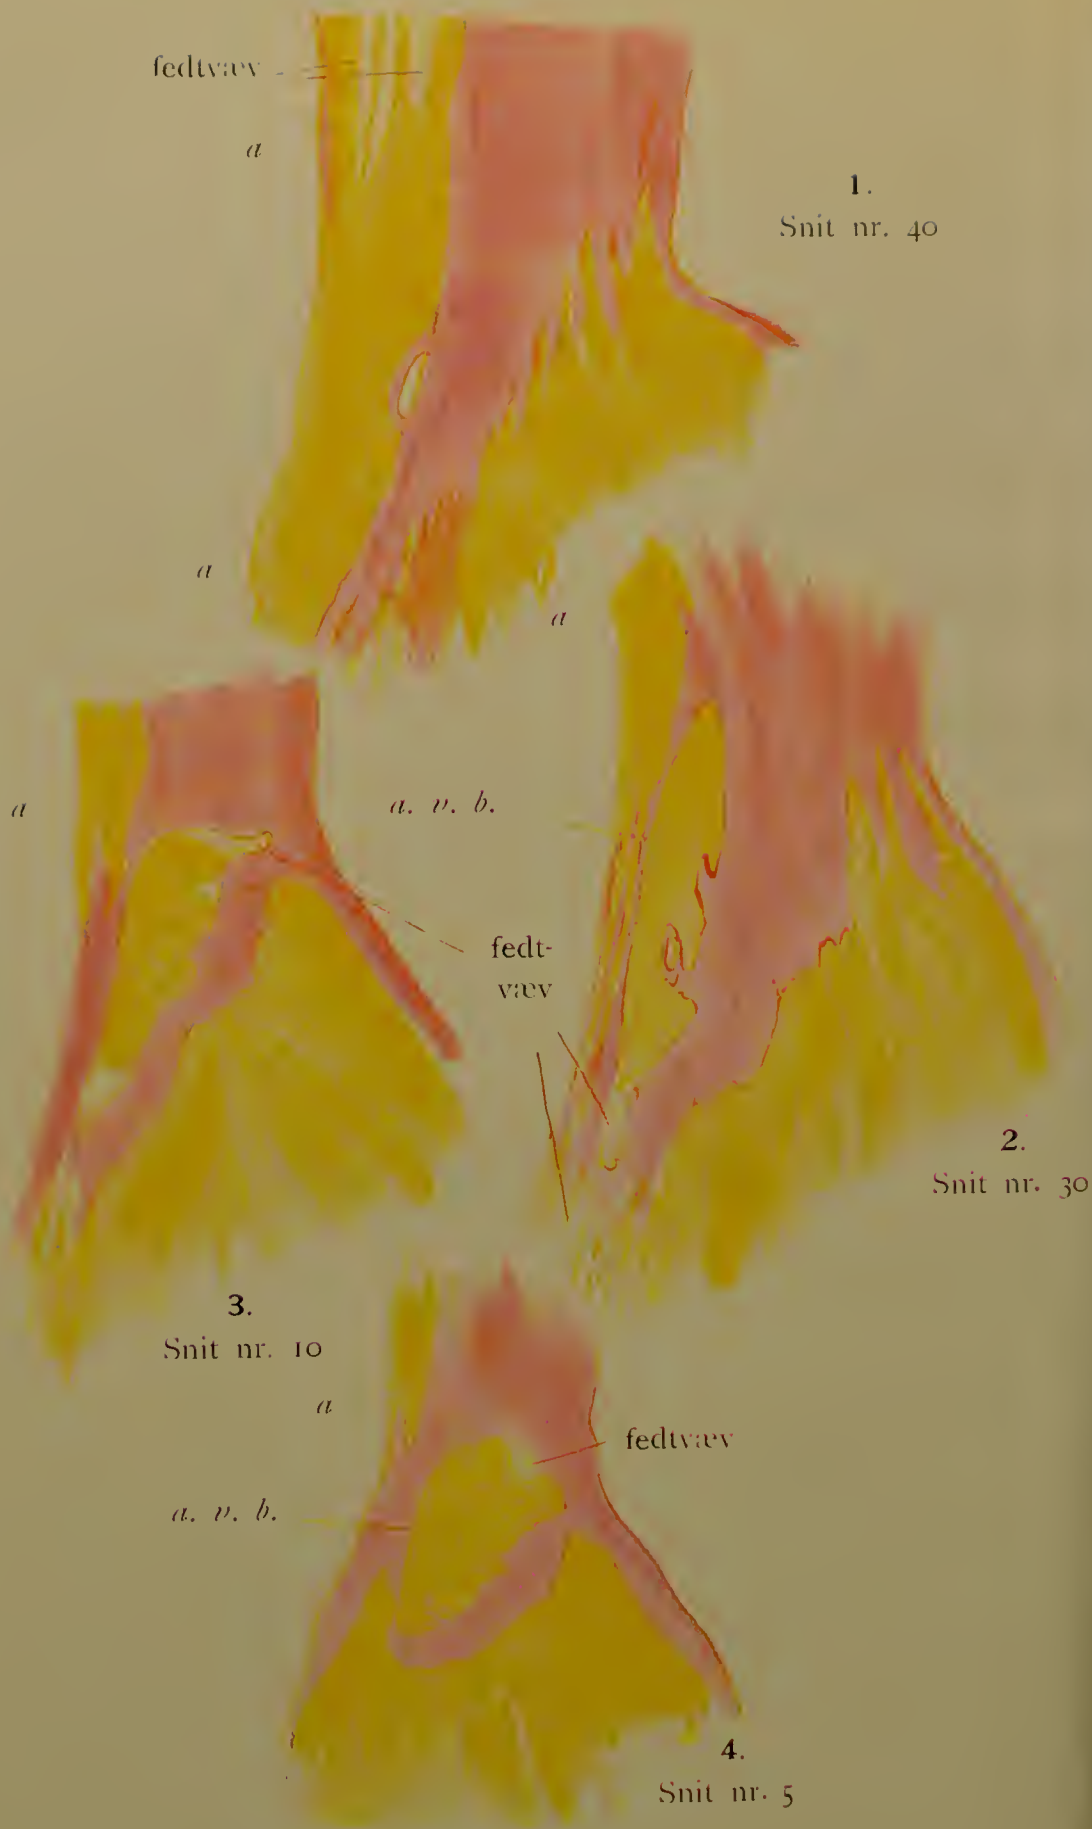 fedtvæv
a
1.
Snit nr. 40
a
a
a
a. v. b.
fedt-
væv
2.
Snit nr. 30
3.
Snit nr. 10
a
fedtvæv
a. v. b.
4.
Snit nr. 5